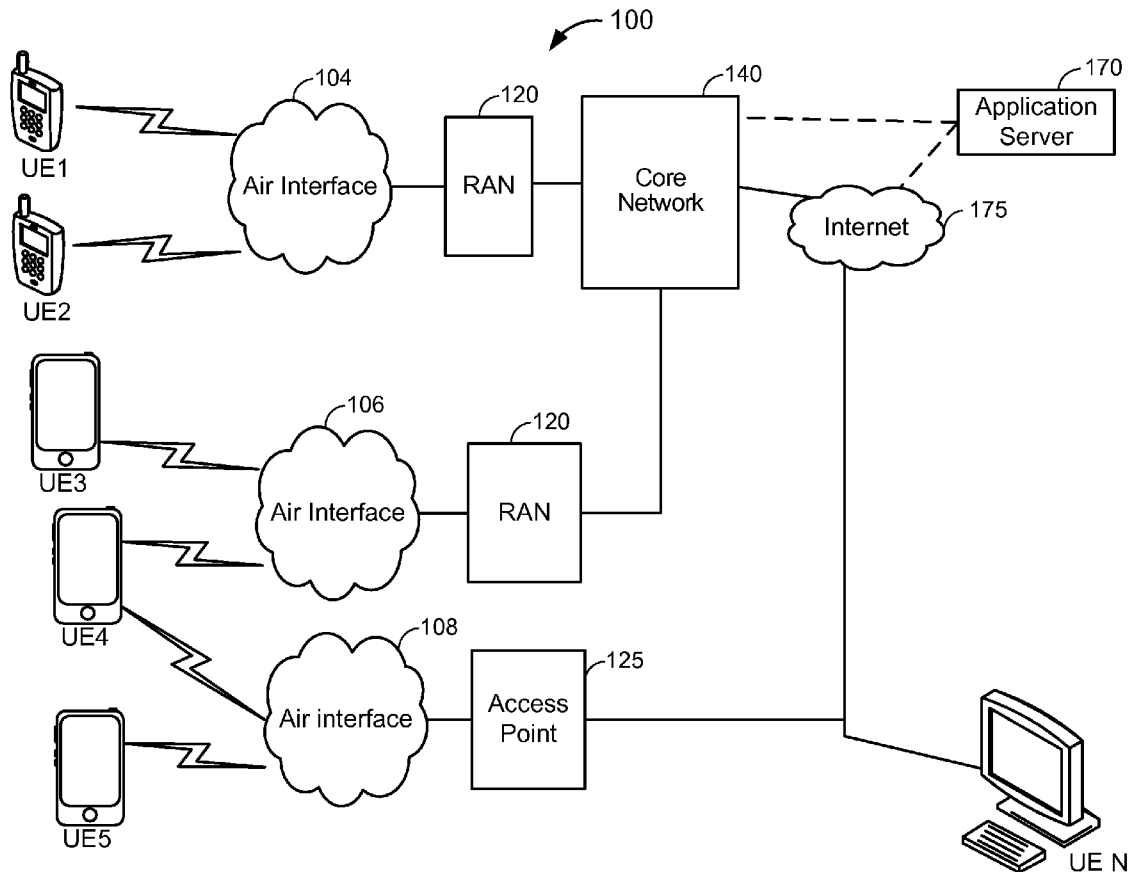 100
104
120
140
170
Application
Server
UE1
Air Interface
RAN
Core
Network
Internet
175
UE2
106
120
UE3
Air Interface
RAN
UE4
108
125
Air interface
Access
Point
UE5
UE N